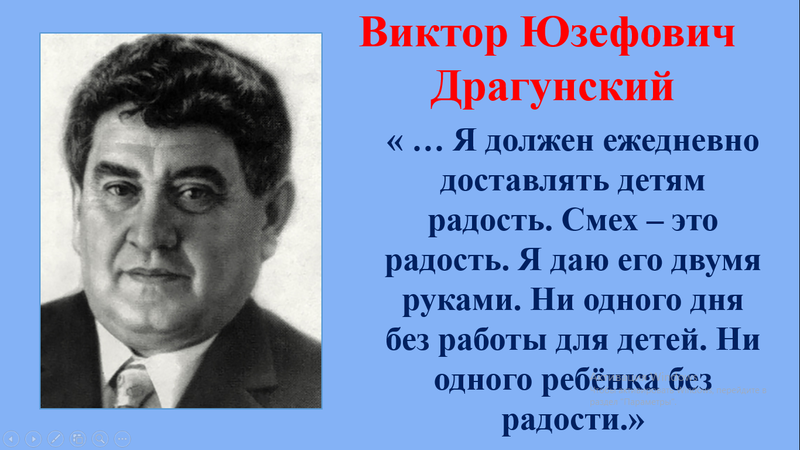 Виктор Юзефович
Драгунский
« … Я должен ежедневно
доставлять детям
радость. Смех – это
радость. Я даю его двумя
руками. Ни одного дня
без работы для детей. Ни
одного ребёнка без
радости.»